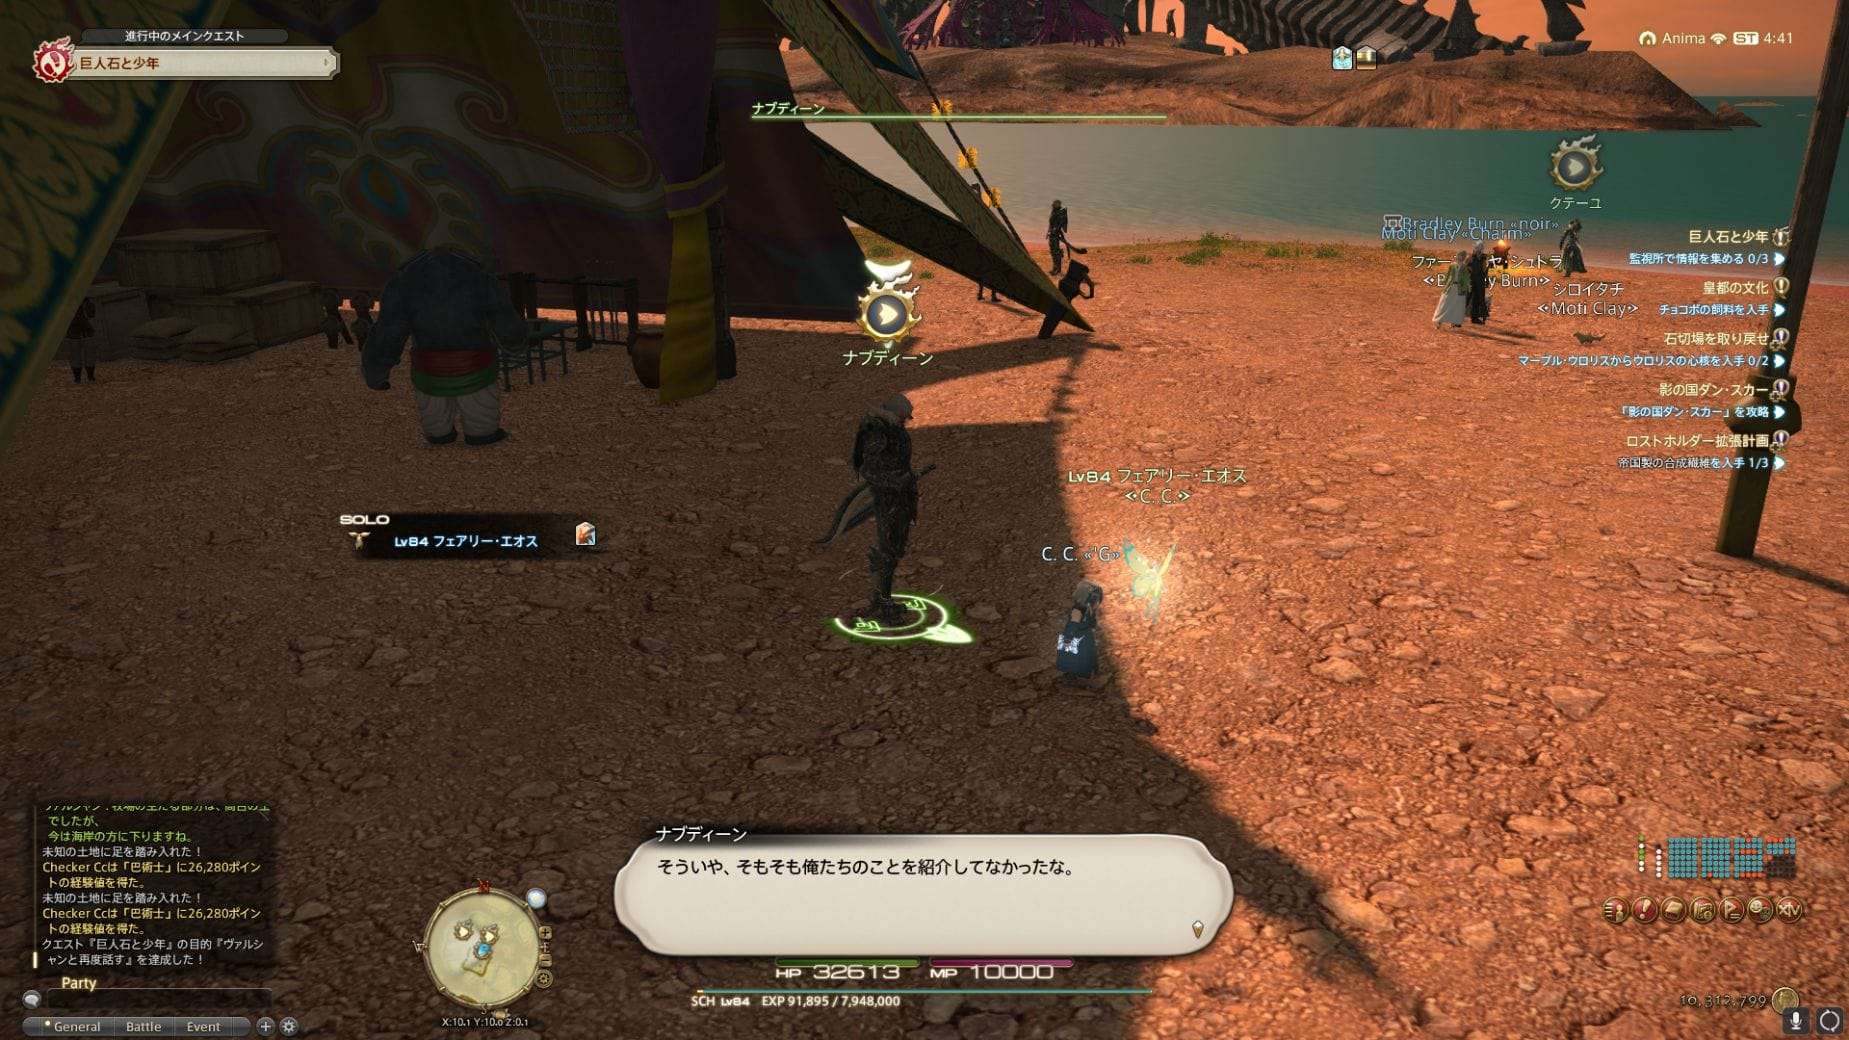 進行中のメインクエスト
巨人石と少年
Anima ST 4:41
ナブディーン
クテーユ
Bradley Burn «noir»
Moti Clay «Charm»
シロイタチ
«Moti Clay»
巨人石と少年
監視所で情報を集める 0/3
皇都の文化
チョコボの飼料を入手
石切場を取り戻せ
マーブル・ウロリスからウロリスの心核を入手 0/2
影の国ダン・スカー
「影の国ダン・スカー」を攻略
ロストホルダー拡張計画
帝国製の合成繊維を入手 1/3
ナブディーン
Lv84 フェアリー・エオス
«C. C.»
SOLO
Lv84 フェアリー・エオス
C. C. «'G»
でしたが、
今は海岸の方に下りますね。
未知の土地に足を踏み入れた！
Checker Ccは「巴術士」に26,280ポイン
トの経験値を得た。
未知の土地に足を踏み入れた！
Checker Ccは「巴術士」に26,280ポイン
トの経験値を得た。
クエスト『巨人石と少年』の目的『ヴァルシ
ャンと再度話す』を達成した！
Party
General Battle Event
X:10.1 Y:10.0 Z:0.1
ナブディーン
そういや、そもそも俺たちのことを紹介してなかったな。
HP 32613 MP 10000
SCH Lv84 EXP 91,895 / 7,948,000
10,312,799